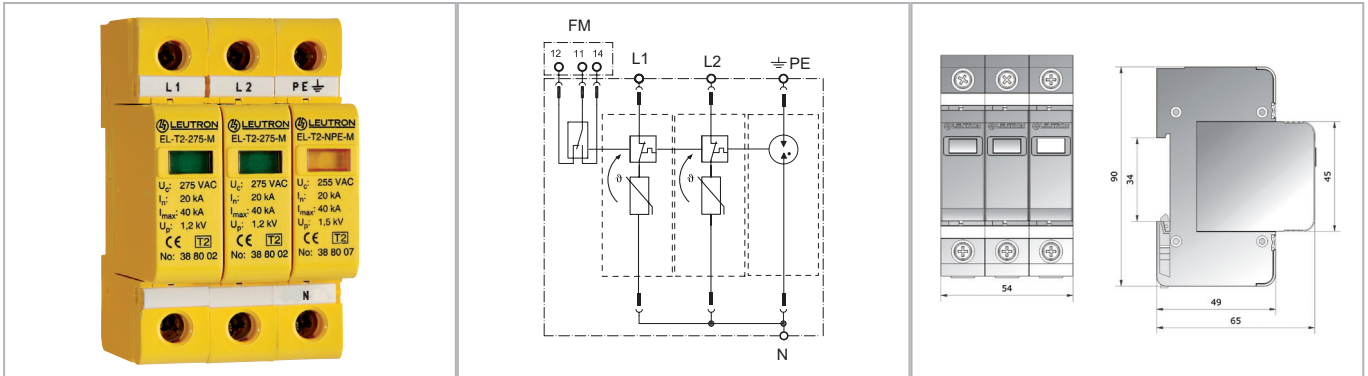 L 1 L 2 PE
LEUTRON LEUTRON LEUTRON
EL-T2-275-M EL-T2-275-M EL-T2-NPE-M
Uc: 275 VAC Uc: 275 VAC Uc: 255 VAC
In: 20 kA In: 20 kA In: 20 kA
Imax: 40 kA Imax: 40 kA Imax: 40 kA
Up: 1,2 kV Up: 1,2 kV Up: 1,5 kV
CE T2 CE T2 CE T2
No: 38 80 02 No: 38 80 02 No: 38 80 07
N
FM
12 11 14
L1 L2 PE
ϑ ϑ
N
54
90
34
45
49
65